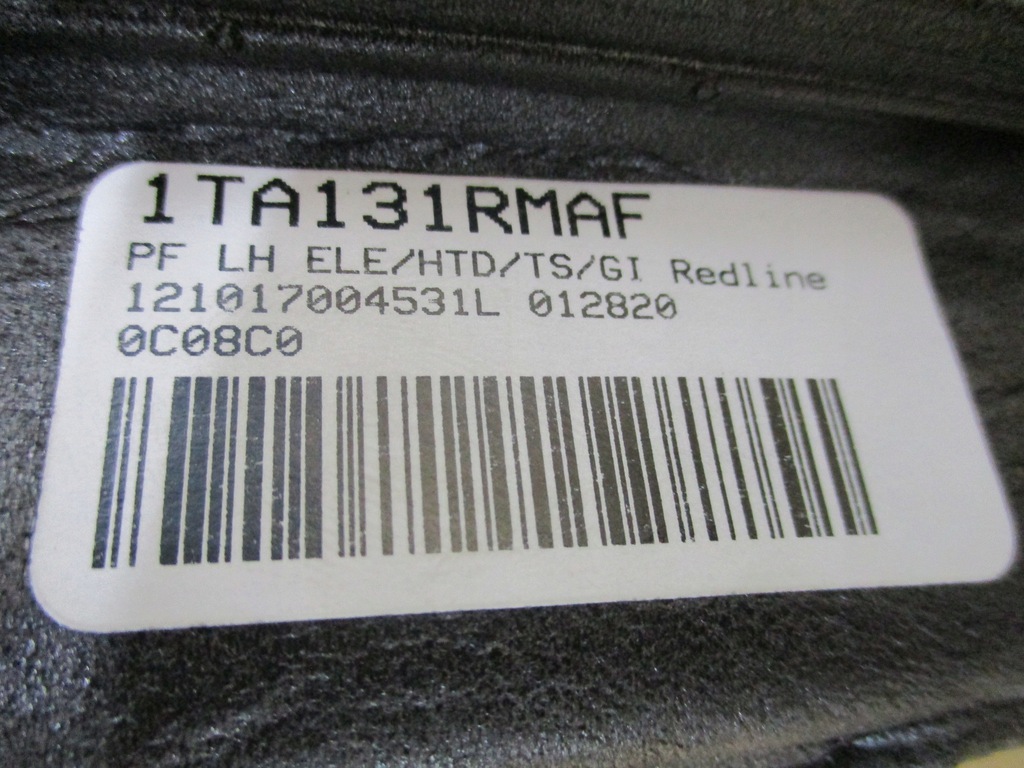 1TA131RMAF
PF LH ELE/HTD/TS/GI Redline
121017004531L 012820
0C08C0